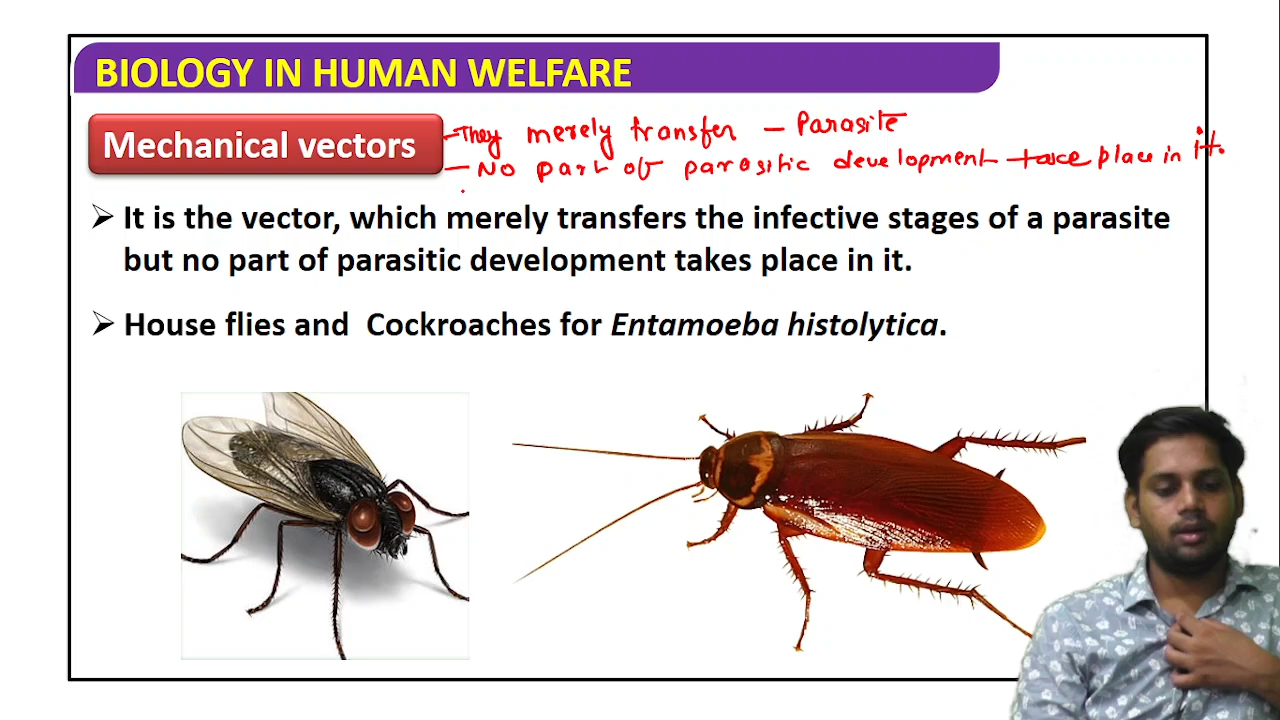 BIOLOGY IN HUMAN WELFARE
Mechanical vectors
- They merely transfer - Parasite
- No part of parasitic development take place in it.
➢ It is the vector, which merely transfers the infective stages of a parasite
but no part of parasitic development takes place in it.
➢ House flies and Cockroaches for Entamoeba histolytica.